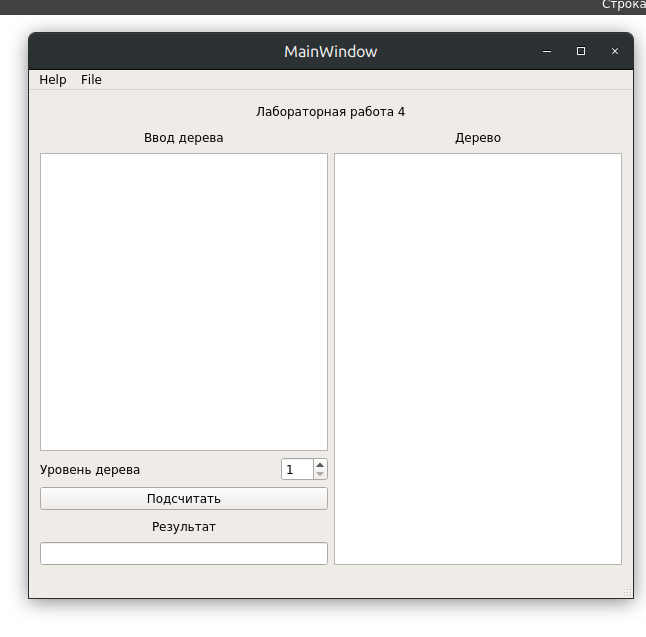 Строка
MainWindow
Help File
Лабораторная работа 4
Ввод дерева Дерево
Уровень дерева 1
Подсчитать
Результат